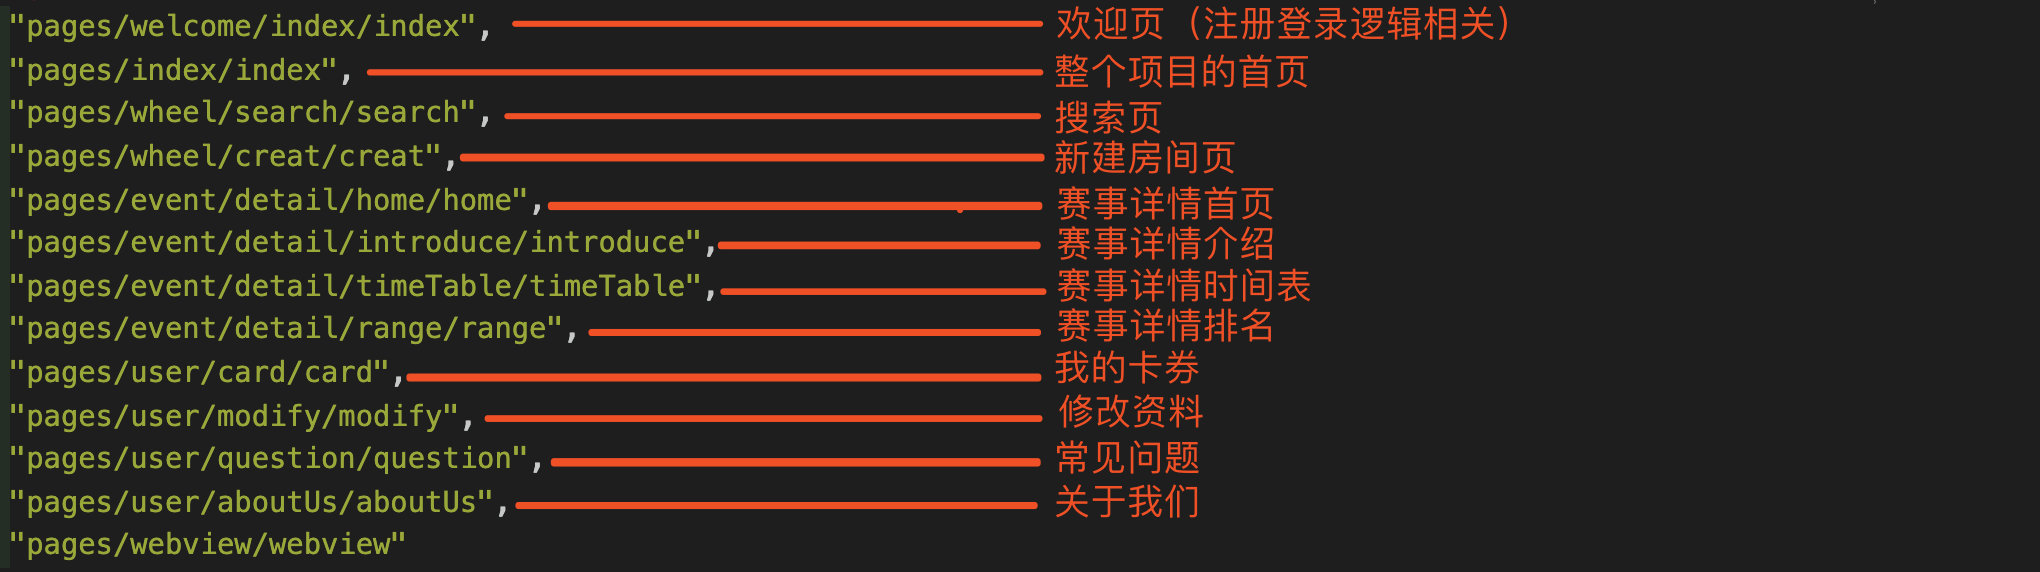 "pages/welcome/index/index", 欢迎页（注册登录逻辑相关）
"pages/index/index", 整个项目的首页
"pages/wheel/search/search", 搜索页
"pages/wheel/creat/creat", 新建房间页
"pages/event/detail/home/home", 赛事详情首页
"pages/event/detail/introduce/introduce", 赛事详情介绍
"pages/event/detail/timeTable/timeTable", 赛事详情时间表
"pages/event/detail/range/range", 赛事详情排名
"pages/user/card/card", 我的卡券
"pages/user/modify/modify", 修改资料
"pages/user/question/question", 常见问题
"pages/user/aboutUs/aboutUs", 关于我们
"pages/webview/webview"